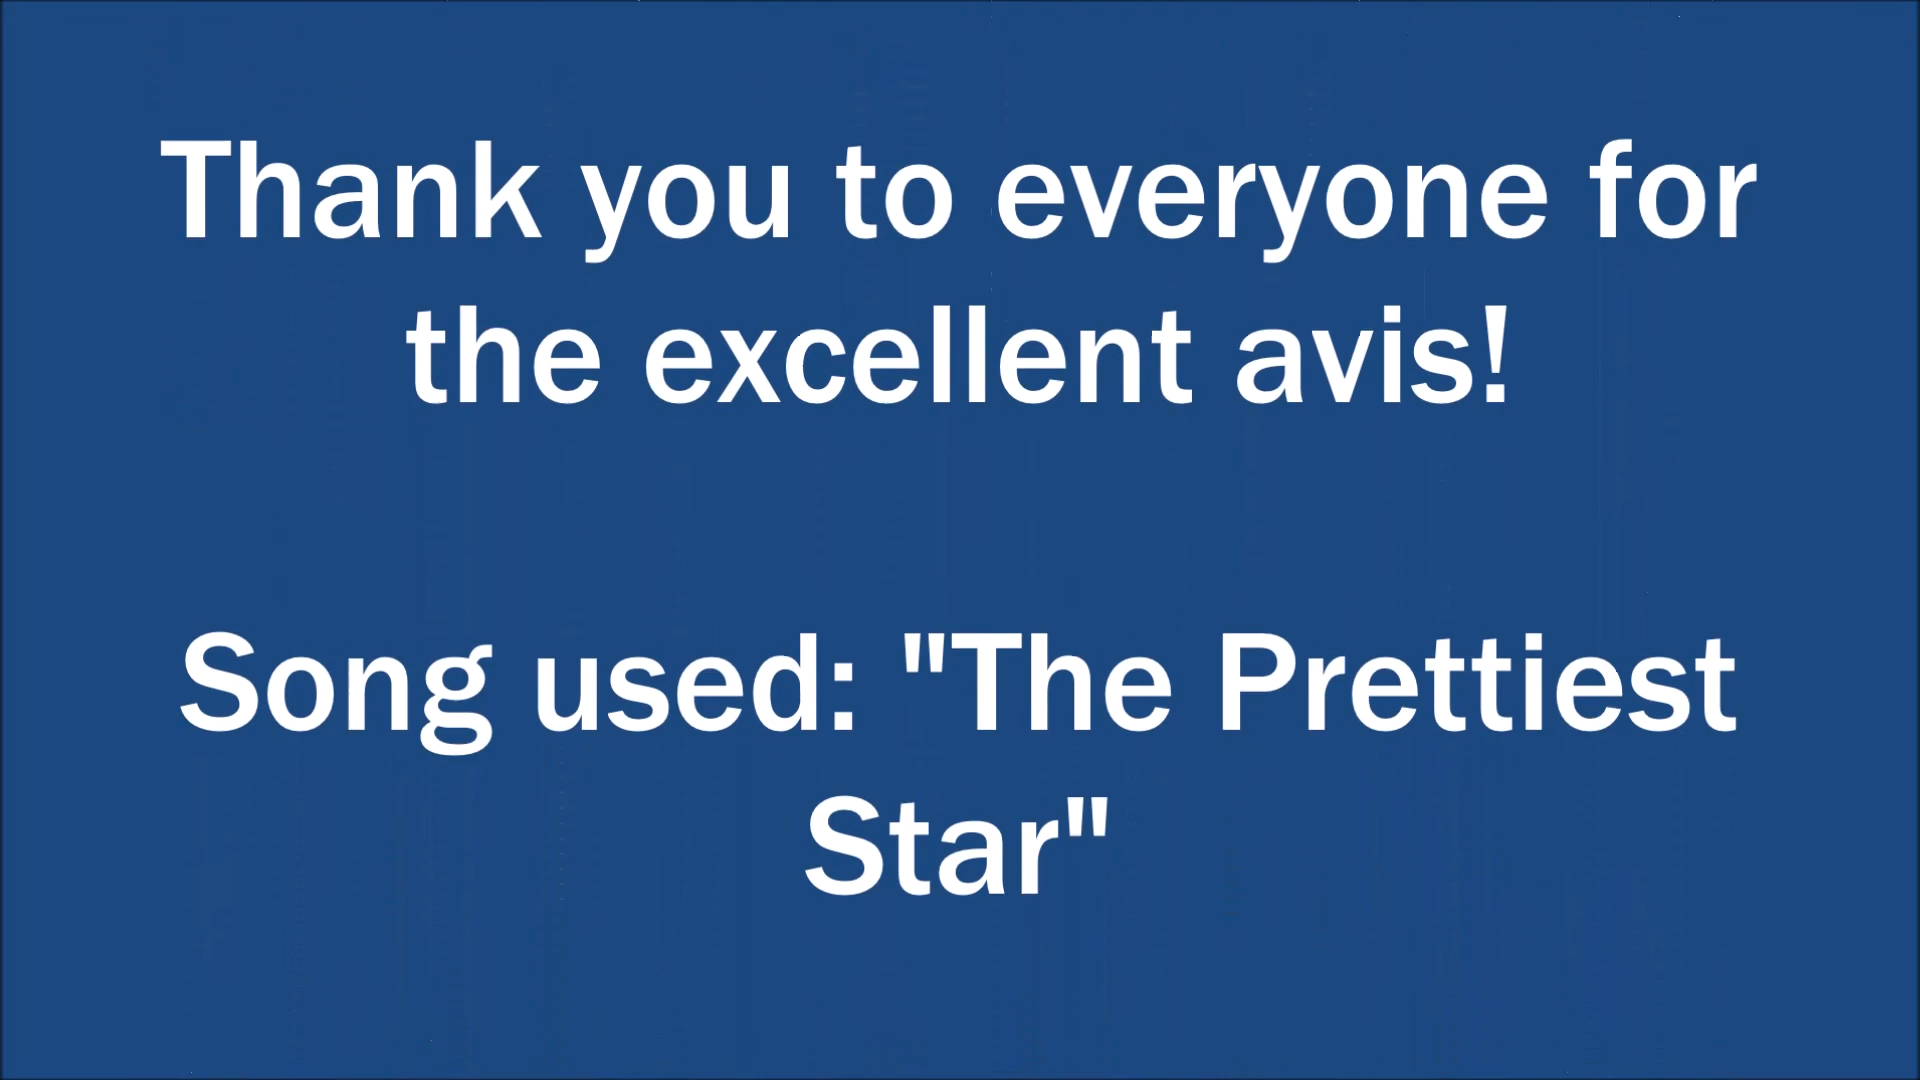 Thank you to everyone for
the excellent avis!
Song used: "The Prettiest
Star"